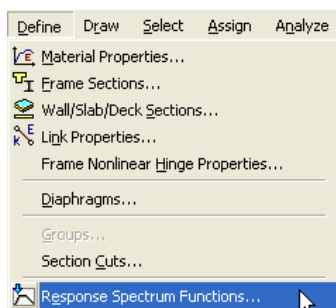 Define Draw Select Assign Analyze
Material Properties...
Frame Sections...
Wall/Slab/Deck Sections...
Link Properties...
Frame Nonlinear Hinge Properties...
Diaphragms...
Groups...
Section Cuts...
Response Spectrum Functions...